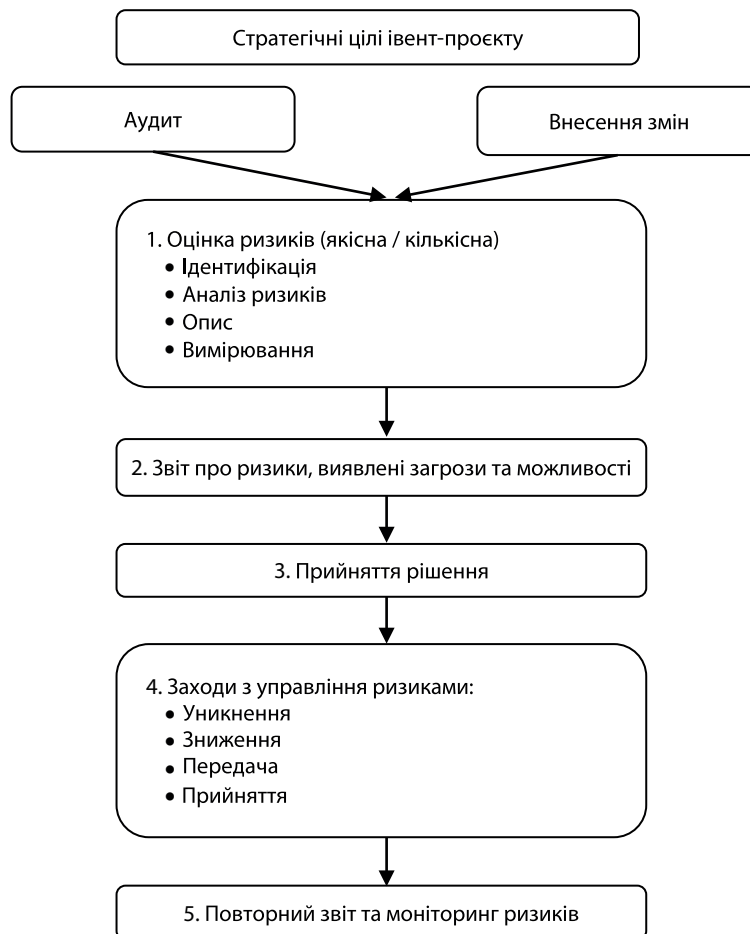 Стратегічні цілі івент-проєкту
Аудит
Внесення змін
1. Оцінка ризиків (якісна / кількісна)
• Ідентифікація
• Аналіз ризиків
• Опис
• Вимірювання
2. Звіт про ризики, виявлені загрози та можливості
3. Прийняття рішення
4. Заходи з управління ризиками:
• Уникнення
• Зниження
• Передача
• Прийняття
5. Повторний звіт та моніторинг ризиків